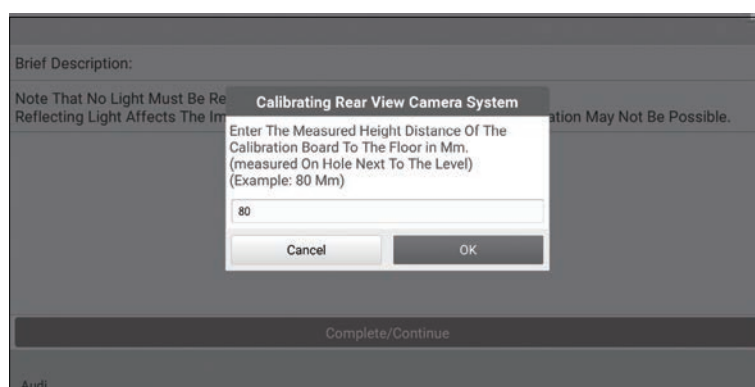 Brief Description:
Note That No Light Must Be Re
Reflecting Light Affects The Im
ation May Not Be Possible.
Calibrating Rear View Camera System
Enter The Measured Height Distance Of The
Calibration Board To The Floor in Mm.
(measured On Hole Next To The Level)
(Example: 80 Mm)
80
Cancel
OK
Complete/Continue
Audi